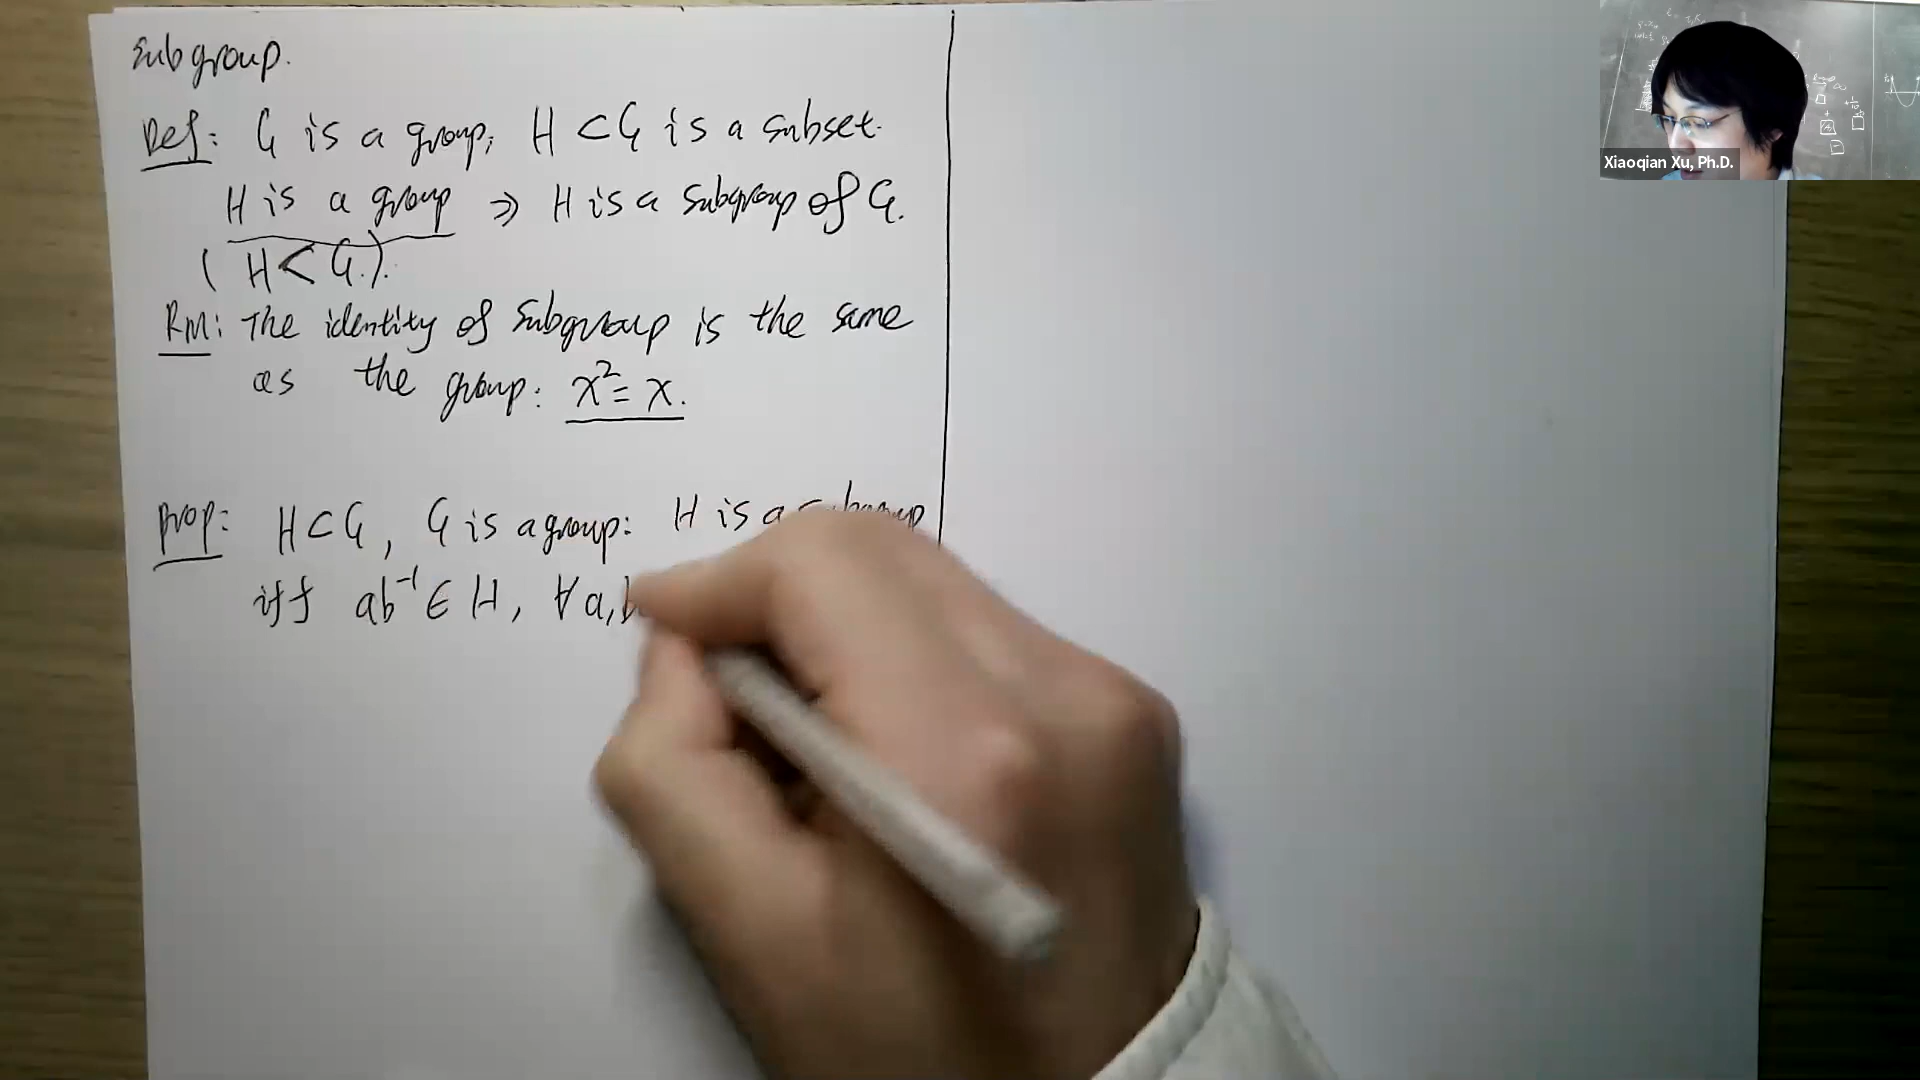 subgroup.
Def: G is a group, H ⊂ G is a subset.
H is a group ⇒ H is a subgroup of G.
( H < G.).
RM: The identity of subgroup is the same
as the group: x² = x.
Prop: H ⊂ G, G is a group: H is a subgroup
iff ab⁻¹ ∈ H, ∀ a, b
Xiaoqian Xu, Ph.D.